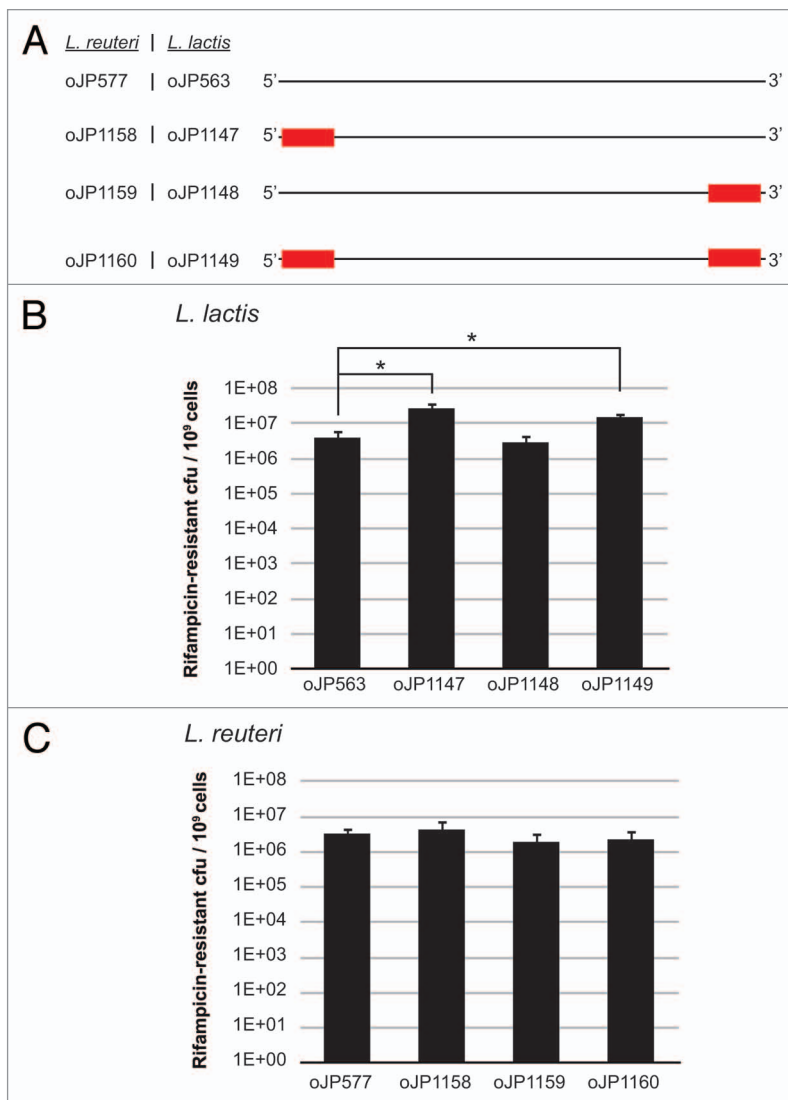 A
L. reuteri | L. lactis
oJP577 | oJP563 5’ 3’
oJP1158 | oJP1147 5’ 3’
oJP1159 | oJP1148 5’ 3’
oJP1160 | oJP1149 5’ 3’
B
L. lactis
*
*
Rifampicin-resistant cfu / 10⁹ cells
1E+08
1E+07
1E+06
1E+05
1E+04
1E+03
1E+02
1E+01
1E+00
oJP563 oJP1147 oJP1148 oJP1149
C
L. reuteri
Rifampicin-resistant cfu / 10⁹ cells
1E+08
1E+07
1E+06
1E+05
1E+04
1E+03
1E+02
1E+01
1E+00
oJP577 oJP1158 oJP1159 oJP1160